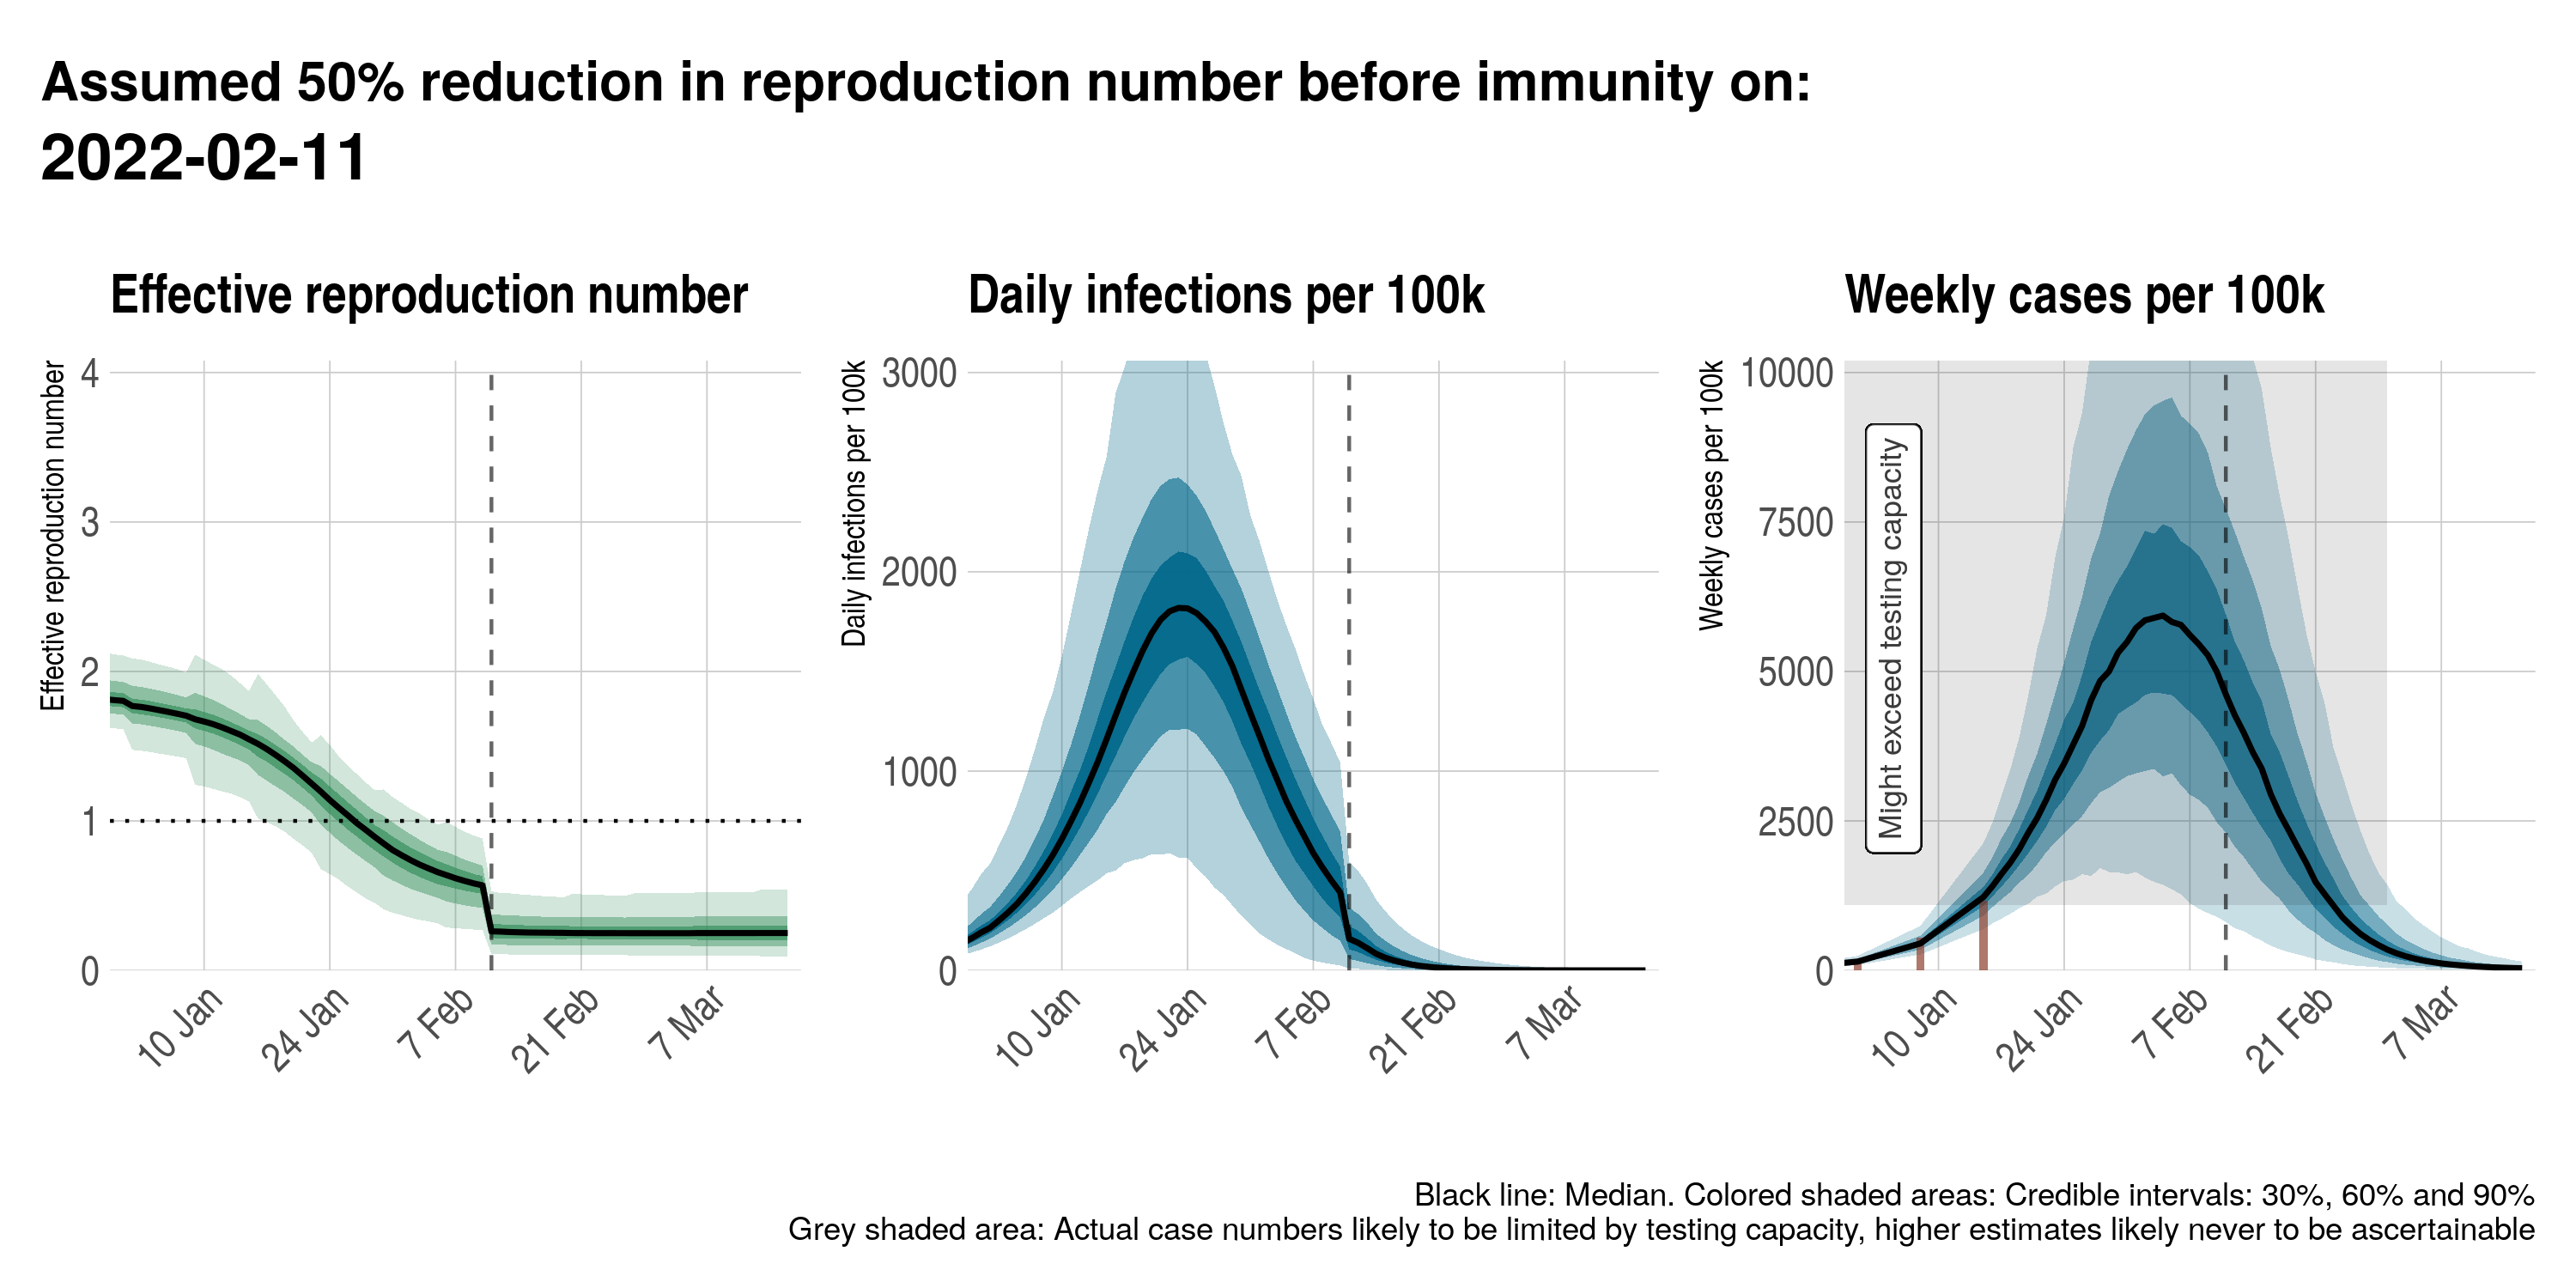 Assumed 50% reduction in reproduction number before immunity on:
2022-02-11
Effective reproduction number
Effective reproduction number
4
3
2
1
0
10 Jan
24 Jan
7 Feb
21 Feb
7 Mar
Daily infections per 100k
Daily infections per 100k
3000
2000
1000
0
10 Jan
24 Jan
7 Feb
21 Feb
7 Mar
Weekly cases per 100k
Weekly cases per 100k
10000
7500
5000
2500
0
Might exceed testing capacity
10 Jan
24 Jan
7 Feb
21 Feb
7 Mar
Black line: Median. Colored shaded areas: Credible intervals: 30%, 60% and 90%
Grey shaded area: Actual case numbers likely to be limited by testing capacity, higher estimates likely never to be ascertainable